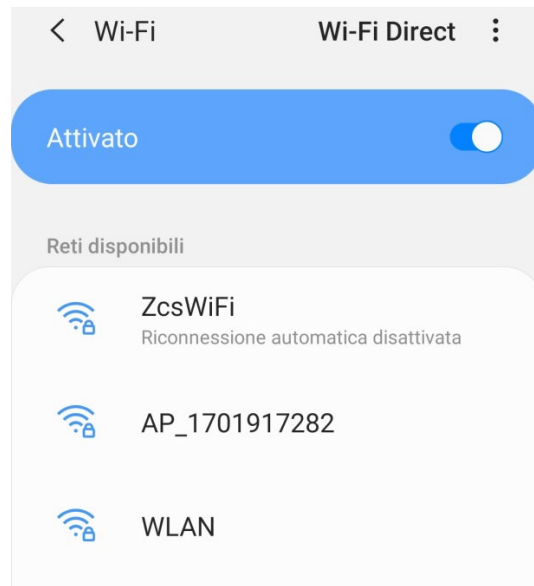 Wi-Fi Wi-Fi Direct
Attivato
Reti disponibili
ZcsWiFi
Riconnessione automatica disattivata
AP_1701917282
WLAN